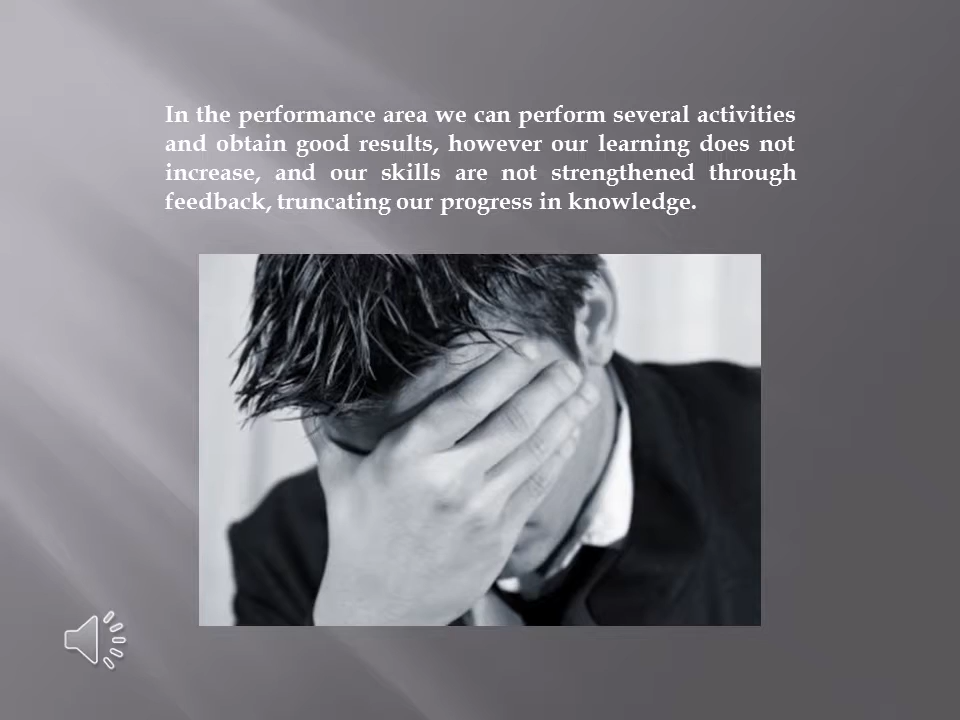 In the performance area we can perform several activities
and obtain good results, however our learning does not
increase, and our skills are not strengthened through
feedback, truncating our progress in knowledge.